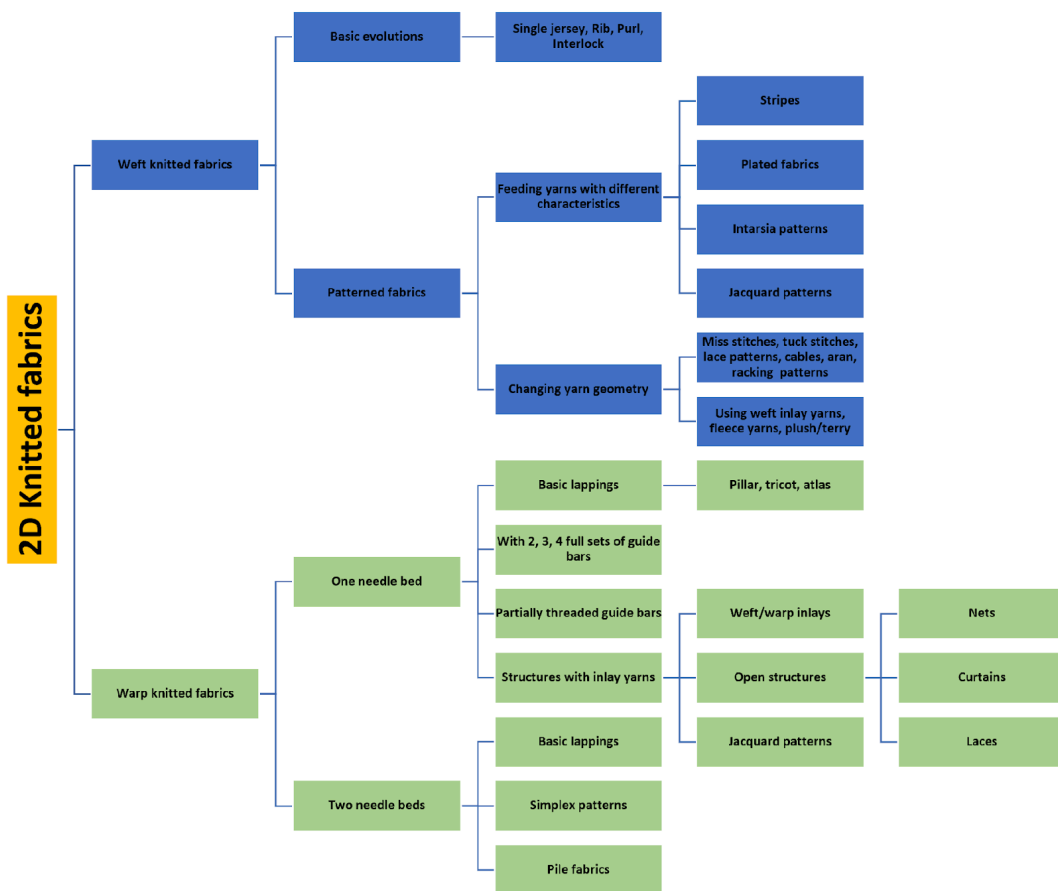 2D Knitted fabrics
Weft knitted fabrics
Basic evolutions
Single jersey, Rib, Purl,
Interlock
Patterned fabrics
Feeding yarns with different
characteristics
Stripes
Plated fabrics
Intarsia patterns
Jacquard patterns
Changing yarn geometry
Miss stitches, tuck stitches,
lace patterns, cables, aran,
racking patterns
Using weft inlay yarns,
fleece yarns, plush/terry
Warp knitted fabrics
One needle bed
Basic lappings
Pillar, tricot, atlas
With 2, 3, 4 full sets of guide
bars
Partially threaded guide bars
Structures with inlay yarns
Weft/warp inlays
Open structures
Nets
Curtains
Laces
Jacquard patterns
Two needle beds
Basic lappings
Simplex patterns
Pile fabrics